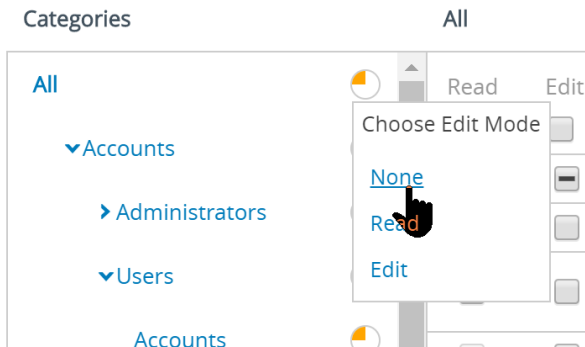 Categories
All
All
Read Edit
Choose Edit Mode
Accounts
None
Administrators
Read
Users
Edit
Accounts